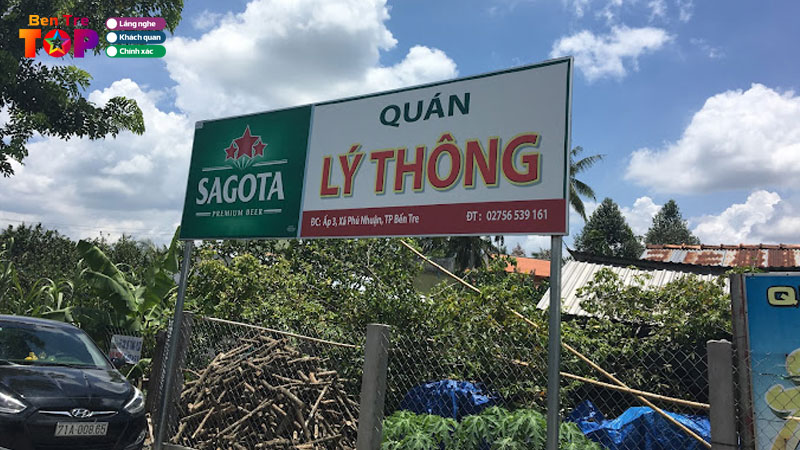 Ben Tre
TOP
Lắng nghe
Khách quan
Chính xác
SAGOTA
PREMIUM BEER
QUÁN
LÝ THÔNG
ĐC: Ấp 3, Xã Phú Nhuận, TP Bến Tre
ĐT : 02756 539 161
71A-008.65